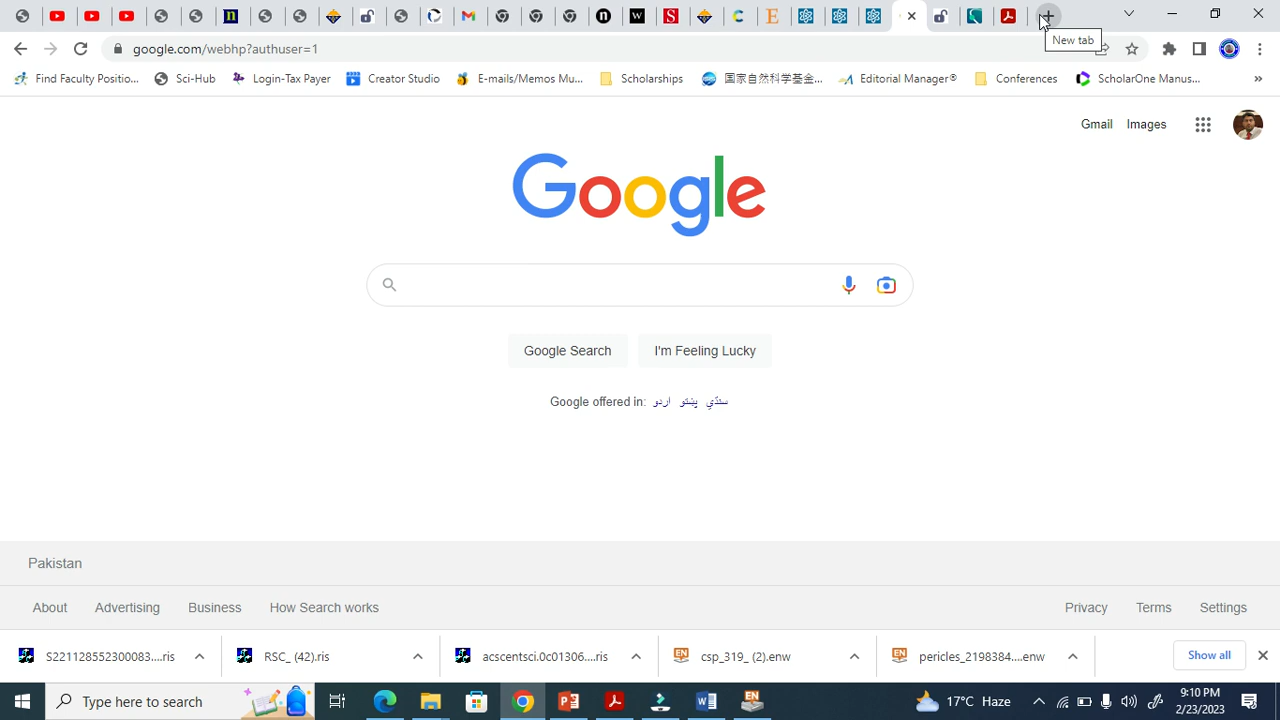 New tab
google.com/webhp?authuser=1
Find Faculty Positio...
Sci-Hub
Login-Tax Payer
Creator Studio
E-mails/Memos Mu...
Scholarships
国家自然科学基金...
Editorial Manager®
Conferences
ScholarOne Manus...
Gmail
Images
Google
Google Search
I'm Feeling Lucky
Google offered in: اردو پښتو سنڌي
Pakistan
About
Advertising
Business
How Search works
Privacy
Terms
Settings
S221128552300083....ris
RSC_ (42).ris
acscentsci.0c01306....ris
csp_319_ (2).enw
pericles_2198384....enw
Show all
Type here to search
17°C Haze
9:10 PM
2/23/2023